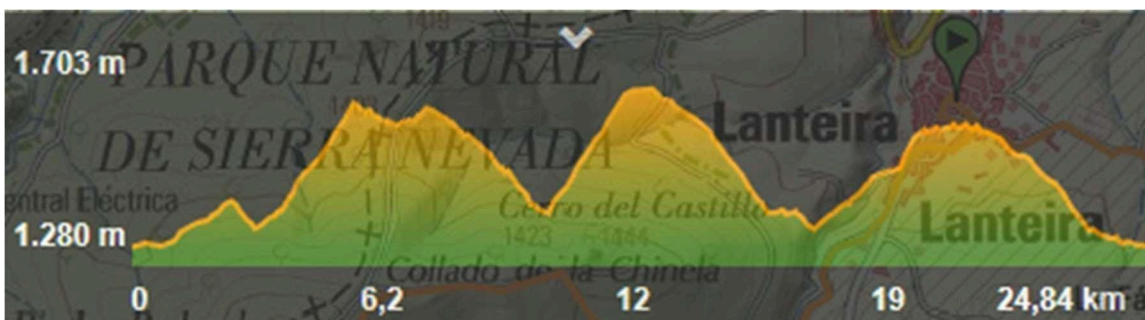 1.703 m
PARQUE NATURAL
DE SIERRA NEVADA
Lanteira
Central Eléctrica
Cerro del Castillo
Lanteira
1.280 m
1423 1444
Collado de la Chinela
0 6,2 12 19 24,84 km